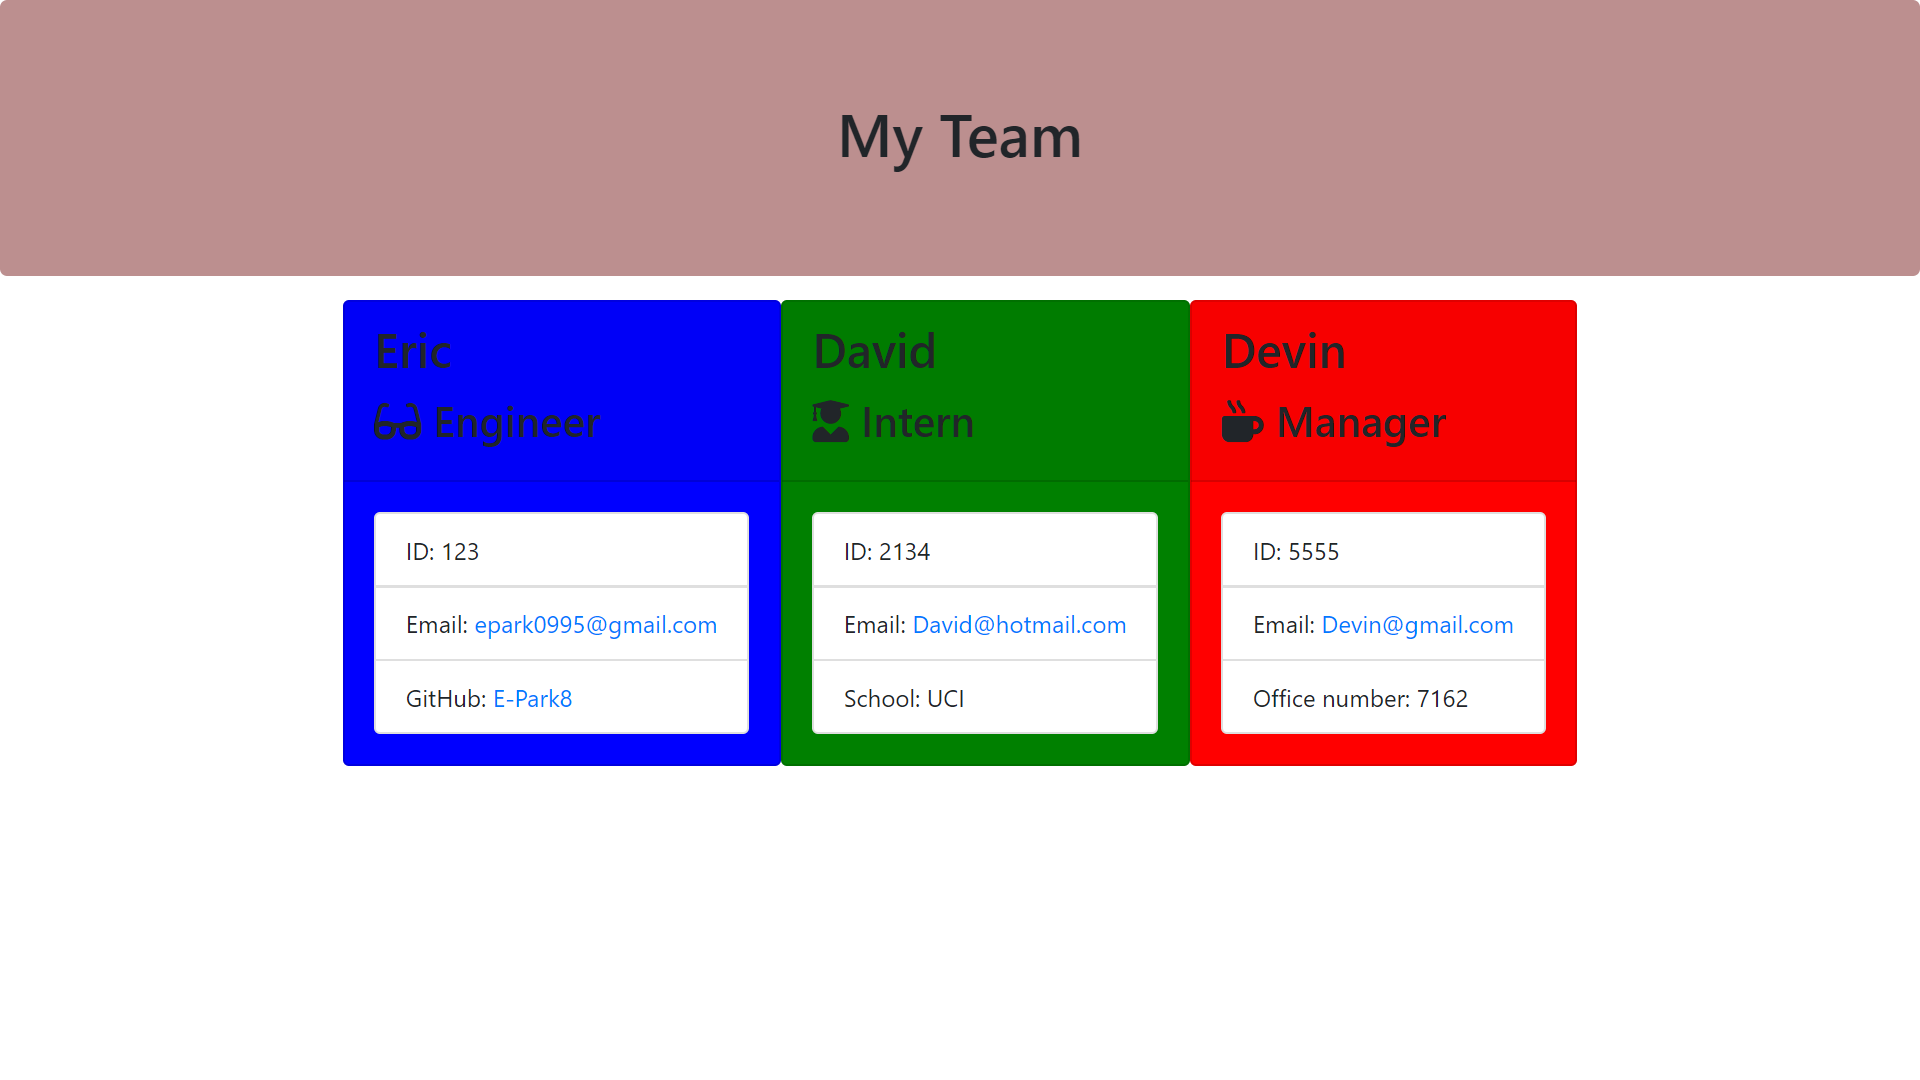 My Team
Eric
Engineer
ID: 123
Email: epark0995@gmail.com
GitHub: E-Park8
David
Intern
ID: 2134
Email: David@hotmail.com
School: UCI
Devin
Manager
ID: 5555
Email: Devin@gmail.com
Office number: 7162